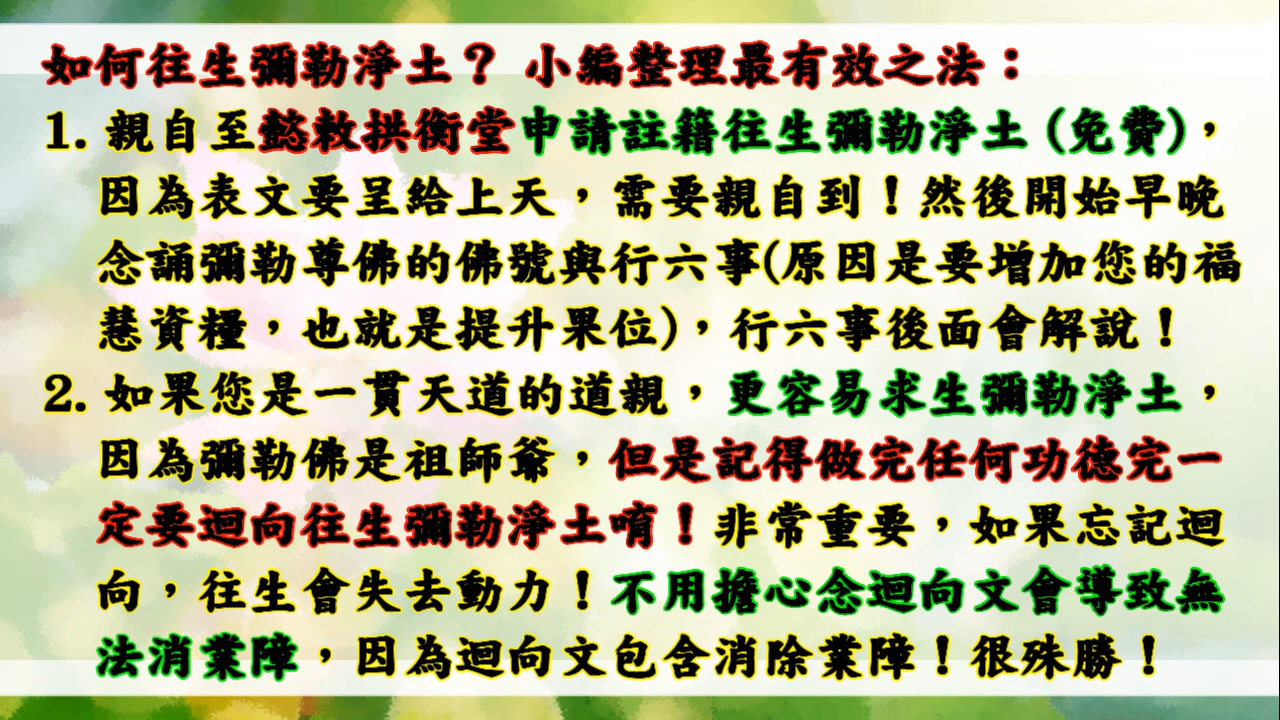 如何往生彌勒淨土？ 小編整理最有效之法：
1. 親自至懿敕拱衡堂申請註籍往生彌勒淨土(免費)，
因為表文要呈給上天，需要親自到！然後開始早晚
念誦彌勒尊佛的佛號與行六事(原因是要增加您的福
慧資糧，也就是提升果位)，行六事後面會解說！
2. 如果您是一貫天道的道親，更容易求生彌勒淨土，
因為彌勒佛是祖師爺，但是記得做完任何功德完一
定要迴向往生彌勒淨土唷！非常重要，如果忘記迴
向，往生會失去動力！不用擔心念迴向文會導致無
法消業障，因為迴向文包含消除業障！很殊勝！